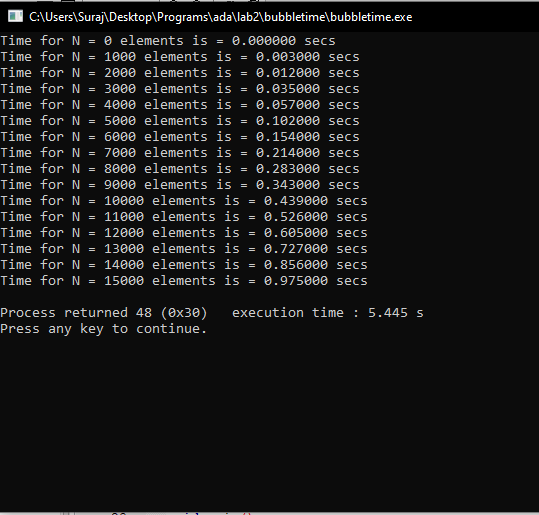 C:\Users\Suraj\Desktop\Programs\ada\lab2\bubbletime\bubbletime.exe
Time for N = 0 elements is = 0.000000 secs
Time for N = 1000 elements is = 0.003000 secs
Time for N = 2000 elements is = 0.012000 secs
Time for N = 3000 elements is = 0.035000 secs
Time for N = 4000 elements is = 0.057000 secs
Time for N = 5000 elements is = 0.102000 secs
Time for N = 6000 elements is = 0.154000 secs
Time for N = 7000 elements is = 0.214000 secs
Time for N = 8000 elements is = 0.283000 secs
Time for N = 9000 elements is = 0.343000 secs
Time for N = 10000 elements is = 0.439000 secs
Time for N = 11000 elements is = 0.526000 secs
Time for N = 12000 elements is = 0.605000 secs
Time for N = 13000 elements is = 0.727000 secs
Time for N = 14000 elements is = 0.856000 secs
Time for N = 15000 elements is = 0.975000 secs
Process returned 48 (0x30)   execution time : 5.445 s
Press any key to continue.